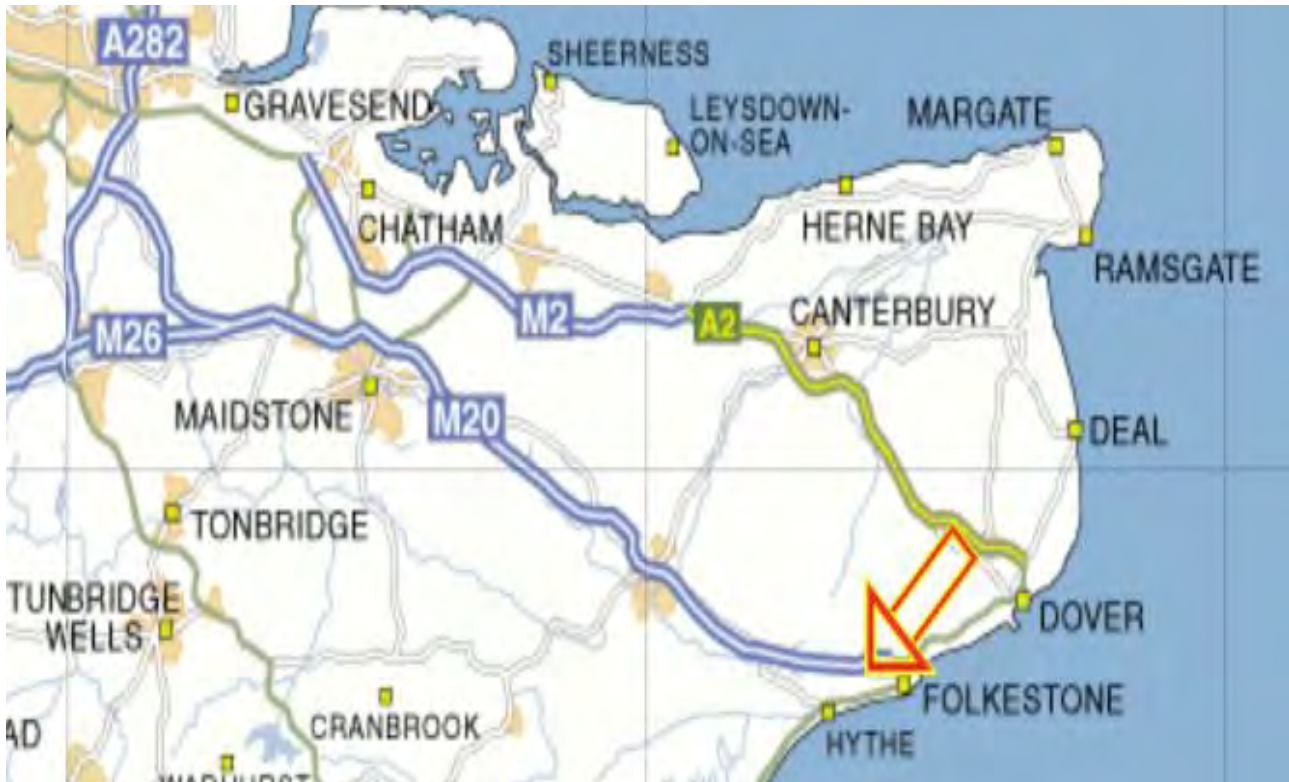 A282
SHEERNESS
GRAVESEND
LEYSDOWN-
ON-SEA
MARGATE
CHATHAM
HERNE BAY
RAMSGATE
M2
A2
CANTERBURY
M26
MAIDSTONE
M20
DEAL
TONBRIDGE
TUNBRIDGE
WELLS
DOVER
FOLKESTONE
CRANBROOK
HYTHE
AD